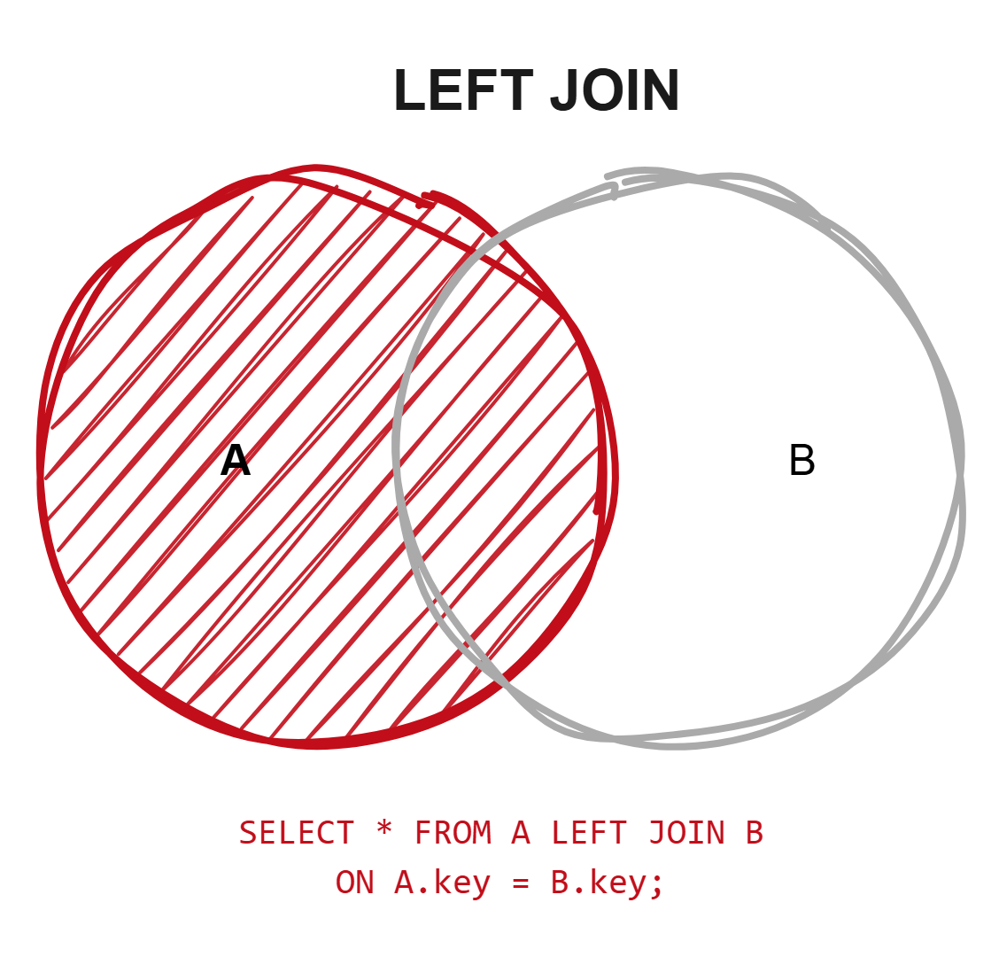 LEFT JOIN
A
B
SELECT * FROM A LEFT JOIN B
ON A.key = B.key;